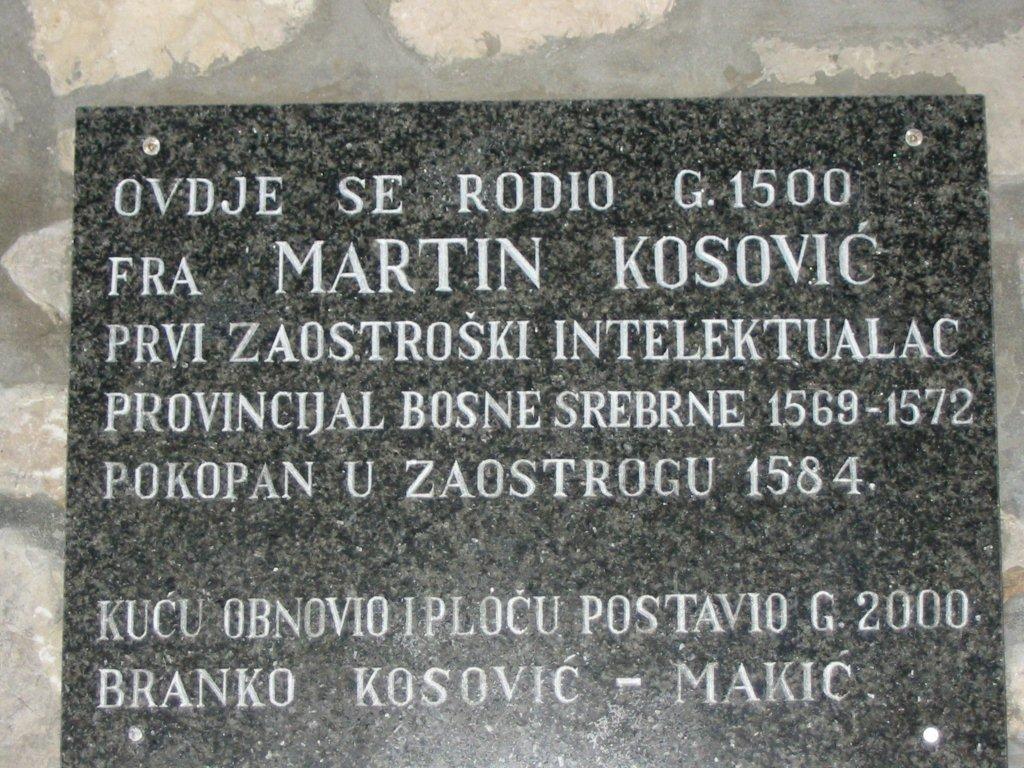 OVDJE SE RODIO G. 1500
FRA MARTIN KOSOVIĆ
PRVI ZAOSTROŠKI INTELEKTUALAC
PROVINCIJAL BOSNE SREBRNE 1569-1572
POKOPAN U ZAOSTROGU 1584.
KUĆU OBNOVIO I PLOČU POSTAVIO G. 2000.
BRANKO KOSOVIĆ - MAKIĆ.